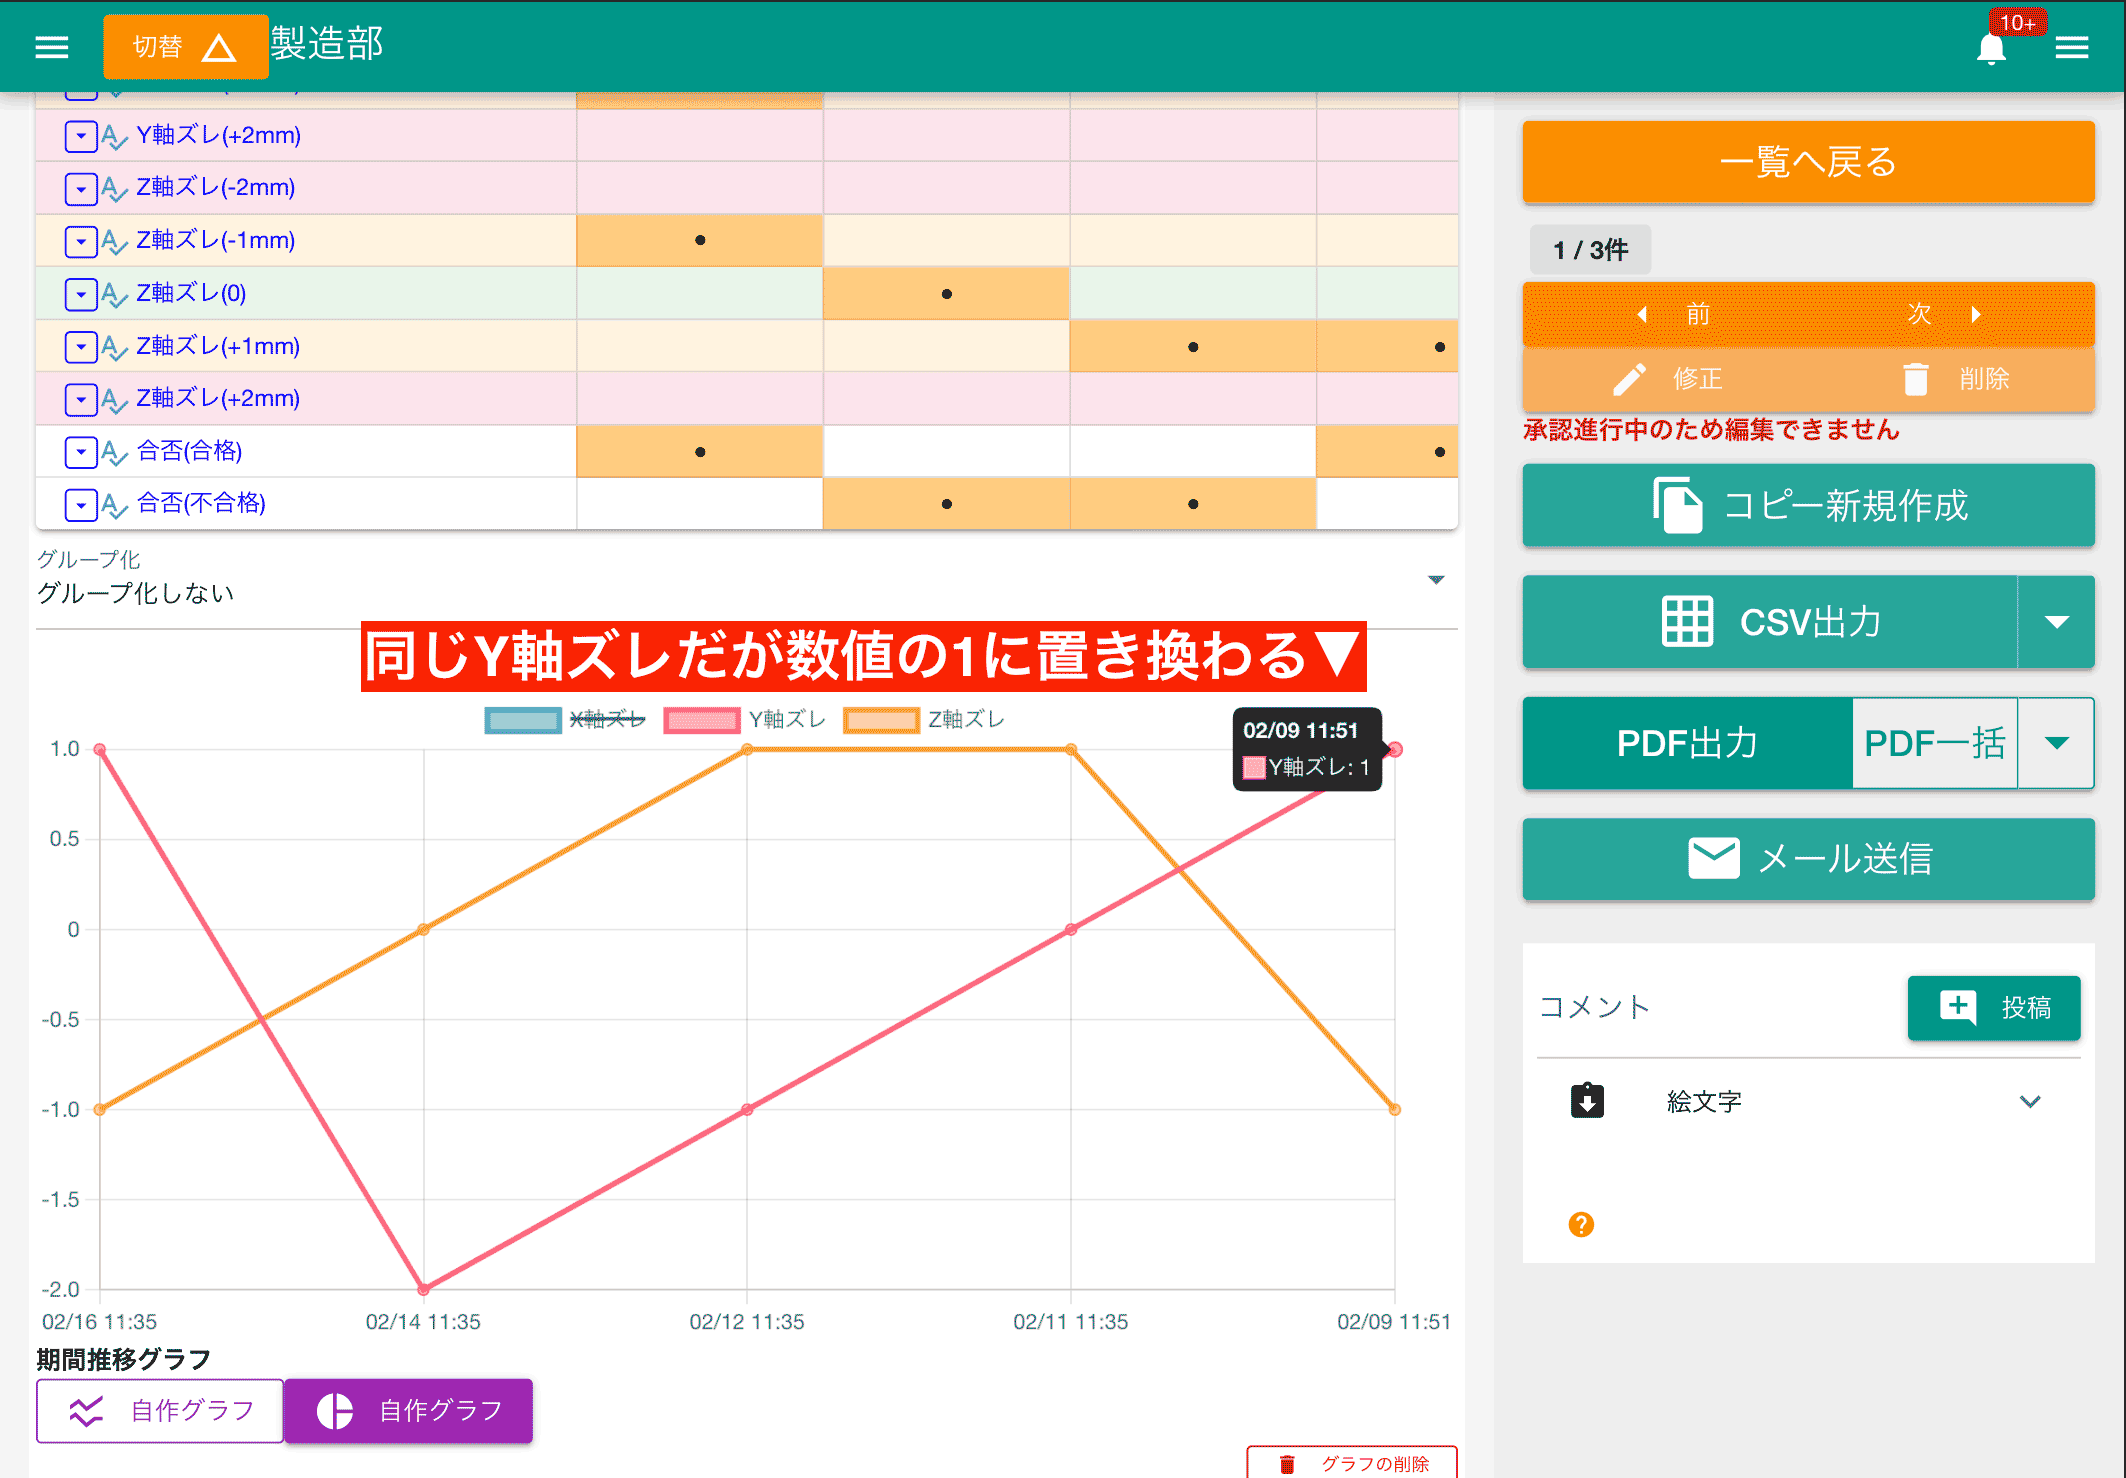 切替 製造部
10+
Y軸ズレ(+2mm)
Z軸ズレ(-2mm)
Z軸ズレ(-1mm)
Z軸ズレ(0)
Z軸ズレ(+1mm)
Z軸ズレ(+2mm)
合否(合格)
合否(不合格)
グループ化
グループ化しない
同じY軸ズレだが数値の1に置き換わる▼
X軸ズレ Y軸ズレ Z軸ズレ
02/09 11:51
Y軸ズレ: 1
1.0
0.5
0
-0.5
-1.0
-1.5
-2.0
02/16 11:35 02/14 11:35 02/12 11:35 02/11 11:35 02/09 11:51
期間推移グラフ
自作グラフ 自作グラフ
グラフの削除
一覧へ戻る
1 / 3件
前 次
修正 削除
承認進行中のため編集できません
コピー新規作成
CSV出力
PDF出力 PDF一括
メール送信
コメント 投稿
絵文字